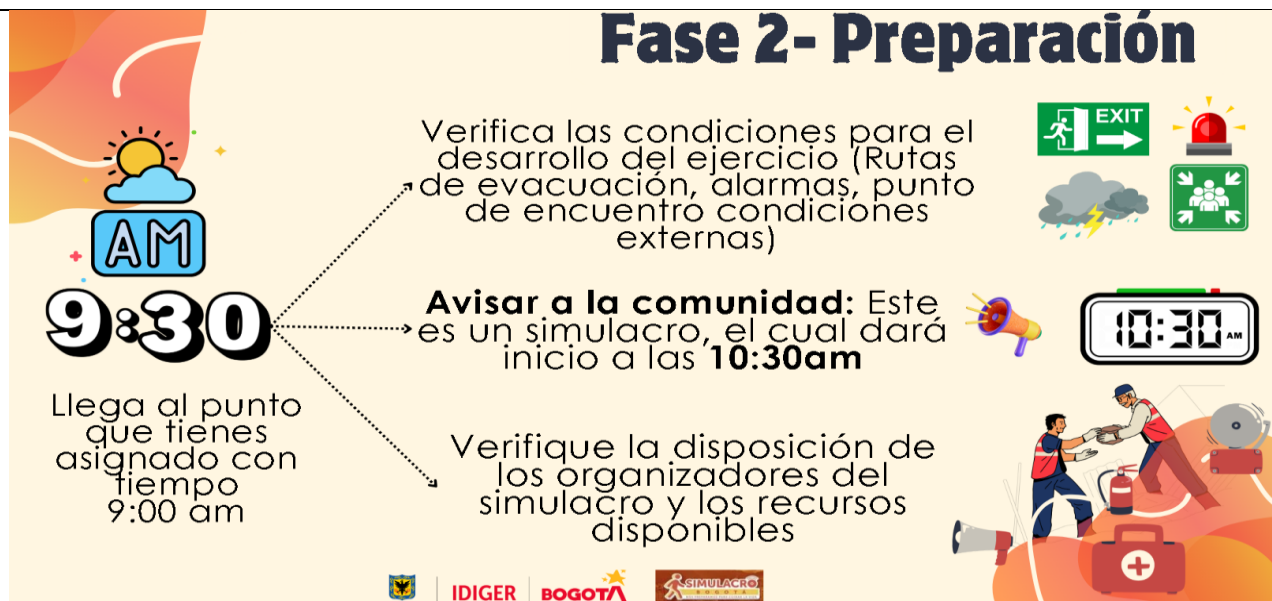 Fase 2- Preparación
Verifica las condiciones para el
desarrollo del ejercicio (Rutas
de evacuación, alarmas, punto
de encuentro condiciones
externas)
EXIT
AM
9:30
Llega al punto
que tienes
asignado con
tiempo
9:00 am
Avisar a la comunidad: Este
es un simulacro, el cual dará
inicio a las 10:30am
10:30 AM
Verifique la disposición de
los organizadores del
simulacro y los recursos
disponibles
IDIGER
BOGOTÁ
SIMULACRO
BOGOTÁ